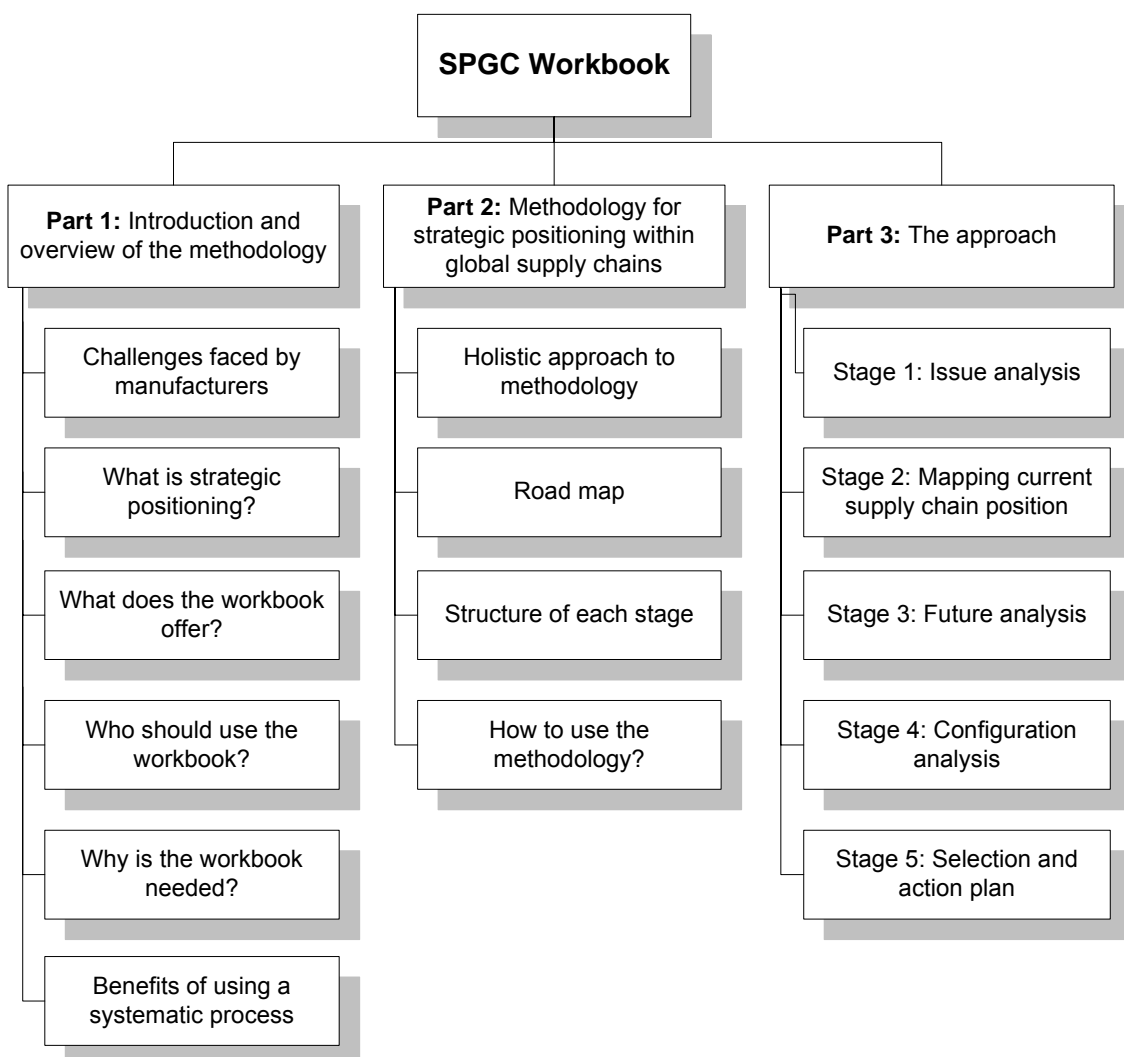 SPGC Workbook
Part 1: Introduction and
overview of the methodology
Challenges faced by
manufacturers
What is strategic
positioning?
What does the workbook
offer?
Who should use the
workbook?
Why is the workbook
needed?
Benefits of using a
systematic process
Part 2: Methodology for
strategic positioning within
global supply chains
Holistic approach to
methodology
Road map
Structure of each stage
How to use the
methodology?
Part 3: The approach
Stage 1: Issue analysis
Stage 2: Mapping current
supply chain position
Stage 3: Future analysis
Stage 4: Configuration
analysis
Stage 5: Selection and
action plan